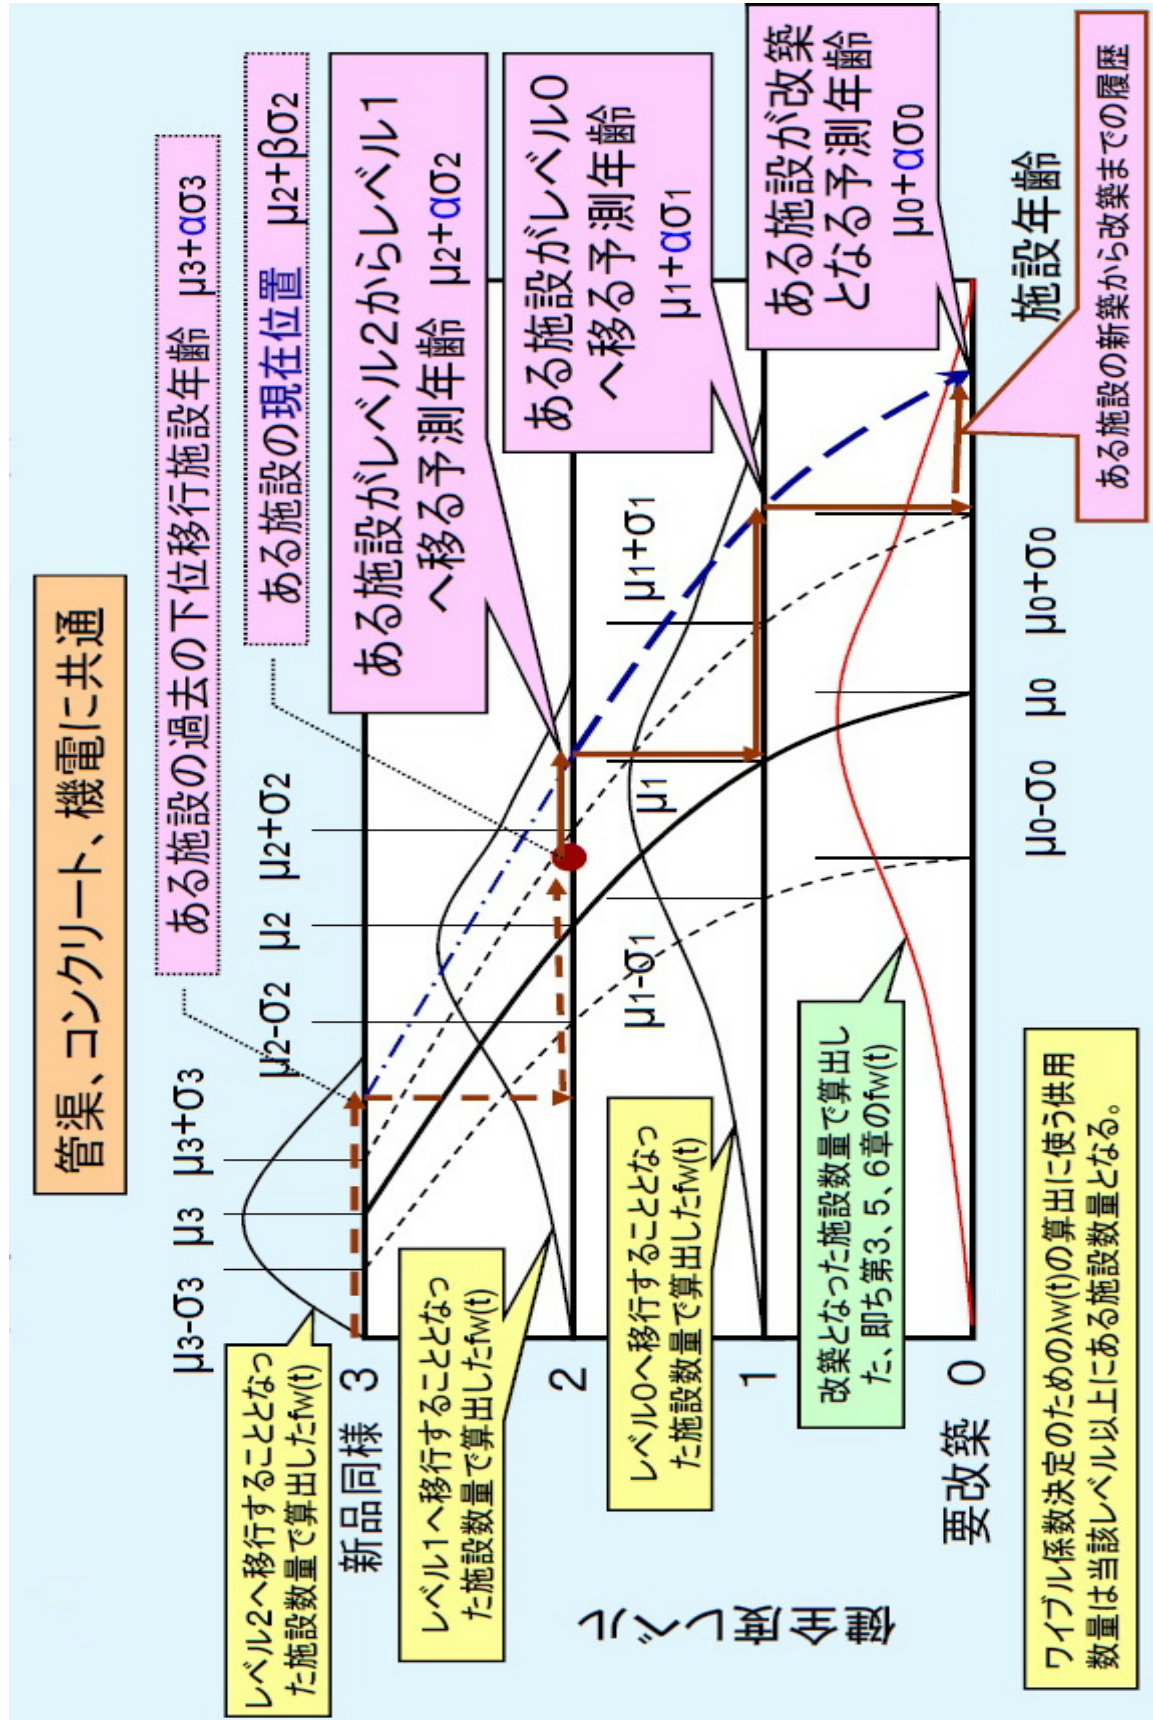 管渠、コンクリート、機電に共通
ある施設の過去の下位移行施設年齢 μ3+ασ3
ある施設の現在位置 μ2+βσ2
ある施設がレベル2からレベル1
へ移る予測年齢 μ2+ασ2
ある施設がレベル0
へ移る予測年齢
μ1+ασ1
ある施設が改築
となる予測年齢
μ0+ασ0
μ3-σ3 μ3 μ3+σ3
μ2-σ2 μ2 μ2+σ2
μ1-σ1 μ1 μ1+σ1
μ0-σ0 μ0 μ0+σ0
施設年齢
ある施設の新築から改築までの履歴
レベル2へ移行することとなっ
た施設数量で算出したfw(t)
新品同様 3
レベル1へ移行することとなっ
た施設数量で算出したfw(t)
2
レベル0へ移行することとなっ
た施設数量で算出したfw(t)
1
改築となった施設数量で算出し
た、即ち第3、5、6章のfw(t)
要改築 0
健全度レベル
ワイブル係数決定のためのλw(t)の算出に使う供用
数量は当該レベル以上にある施設数量となる。